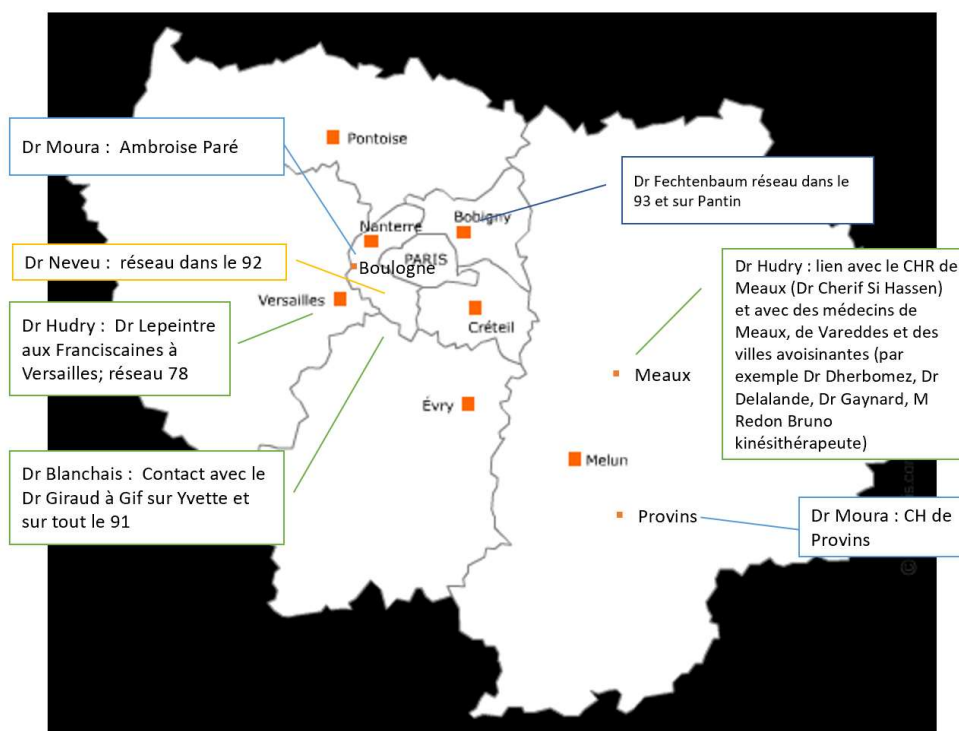 Pontoise
Dr Moura : Ambroise Paré
Dr Fechtenbaum réseau dans le
93 et sur Pantin
Nanterre
Bobigny
PARIS
Boulogne
Dr Neveu : réseau dans le 92
Versailles
Créteil
Dr Hudry : Dr Lepeintre
aux Franciscaines à
Versailles; réseau 78
Dr Hudry : lien avec le CHR de
Meaux (Dr Cherif Si Hassen)
et avec des médecins de
Meaux, de Vareddes et des
villes avoisinantes (par
exemple Dr Dherbomez, Dr
Delalande, Dr Gaynard, M
Redon Bruno
kinésithérapeute)
Meaux
Évry
Melun
Dr Blanchais : Contact avec le
Dr Giraud à Gif sur Yvette et
sur tout le 91
Provins
Dr Moura : CH de
Provins